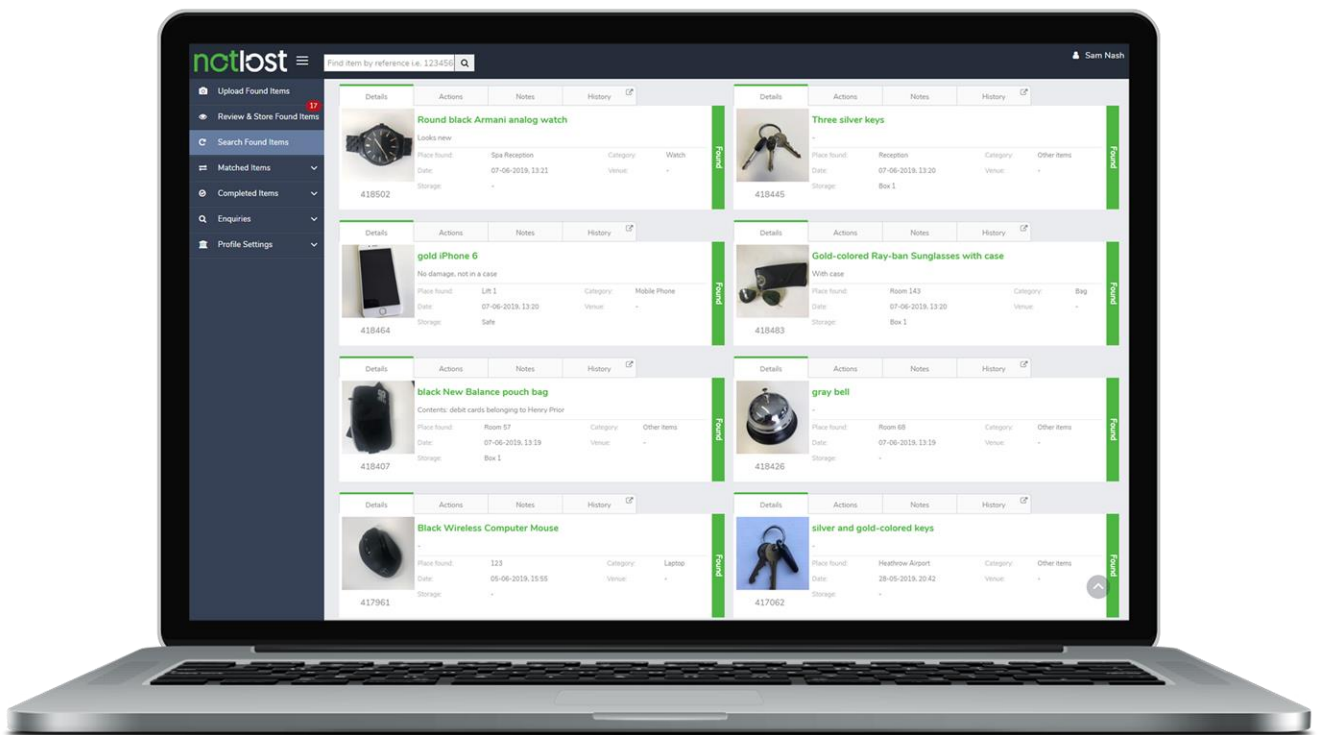 notlost
Find item by reference i.e. 123456
Sam Nash
Upload Found Items
17
Review & Store Found Items
Search Found Items
Matched Items
Completed Items
Enquiries
Profile Settings
Details Actions Notes History
Round black Armani analog watch
Looks new
Place found: Spa Reception Category: Watch
Date: 07-06-2019, 13:21 Venue: -
Storage: -
418502
Found
Details Actions Notes History
Three silver keys
-
Place found: Reception Category: Other items
Date: 07-06-2019, 13:20 Venue: -
Storage: Box 1
418445
Found
Details Actions Notes History
gold iPhone 6
No damage, not in a case
Place found: Lift 1 Category: Mobile Phone
Date: 07-06-2019, 13:20 Venue: -
Storage: Safe
418464
Found
Details Actions Notes History
Gold-colored Ray-ban Sunglasses with case
With case
Place found: Room 143 Category: Bag
Date: 07-06-2019, 13:20 Venue: -
Storage: Box 1
418483
Found
Details Actions Notes History
black New Balance pouch bag
Contents: debit cards belonging to Henry Prior
Place found: Room 57 Category: Other items
Date: 07-06-2019, 13:19 Venue: -
Storage: Box 1
418407
Found
Details Actions Notes History
gray bell
-
Place found: Room 68 Category: Other items
Date: 07-06-2019, 13:19 Venue: -
Storage: -
418426
Found
Details Actions Notes History
Black Wireless Computer Mouse
-
Place found: 123 Category: Laptop
Date: 05-06-2019, 15:55 Venue: -
Storage: -
417961
Found
Details Actions Notes History
silver and gold-colored keys
-
Place found: Heathrow Airport Category: Other items
Date: 28-05-2019, 20:42 Venue: -
Storage: -
417062
Found